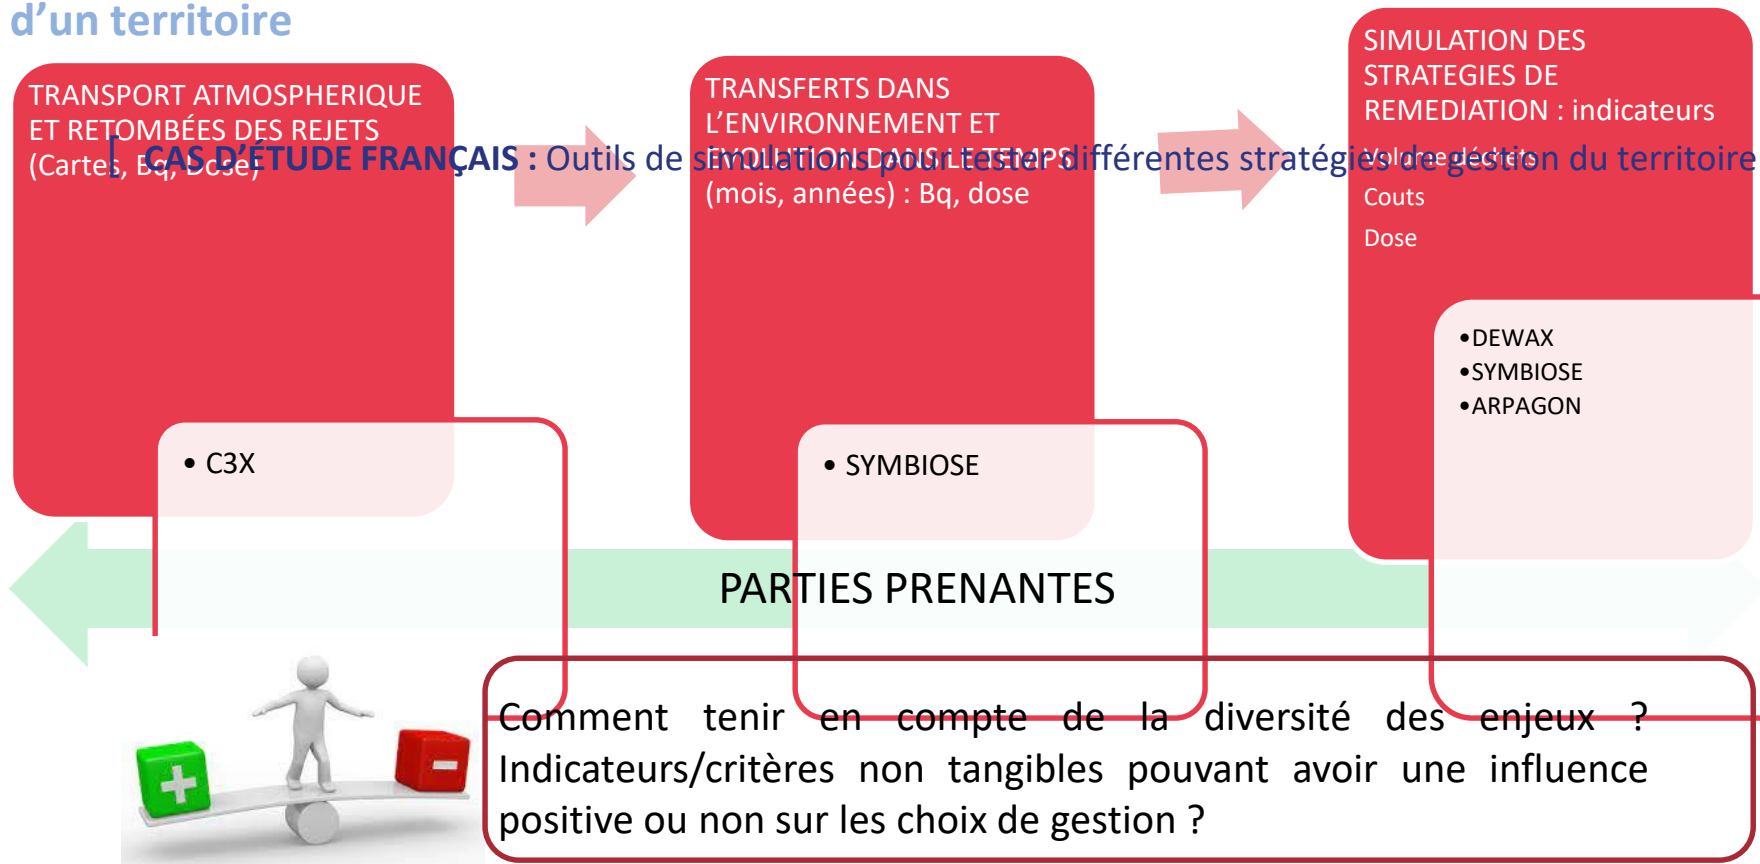 d’un territoire
[ CAS D’ÉTUDE FRANÇAIS : Outils de simulations pour tester différentes stratégies de gestion du territoire
TRANSPORT ATMOSPHERIQUE
ET RETOMBÉES DES REJETS
(Cartes, Bq, Dose)
• C3X
TRANSFERTS DANS
L’ENVIRONNEMENT ET
EVOLUTION DANS LE TEMPS
(mois, années) : Bq, dose
• SYMBIOSE
SIMULATION DES
STRATEGIES DE
REMEDIATION : indicateurs
Volume déchets
Couts
Dose
•DEWAX
•SYMBIOSE
•ARPAGON
PARTIES PRENANTES
Comment tenir en compte de la diversité des enjeux ?
Indicateurs/critères non tangibles pouvant avoir une influence
positive ou non sur les choix de gestion ?